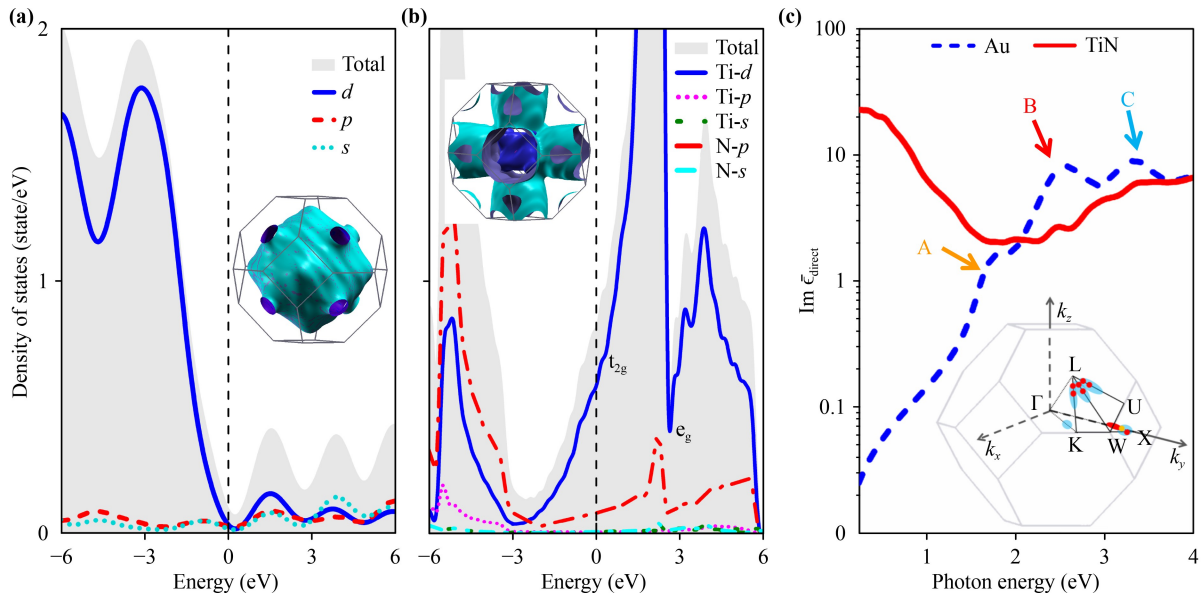 (a)
Density of states (state/eV)
2
1
0
Total
d
p
s
−6
−3
0
3
6
Energy (eV)
(b)
Total
Ti-d
Ti-p
Ti-s
N-p
N-s
t2g
eg
−6
−3
0
3
6
Energy (eV)
(c)
Im ϵ̄direct
100
10
1
0.1
0.01
Au
TiN
A
B
C
kz
L
Γ
U
K
W
X
kx
ky
1
2
3
4
Photon energy (eV)